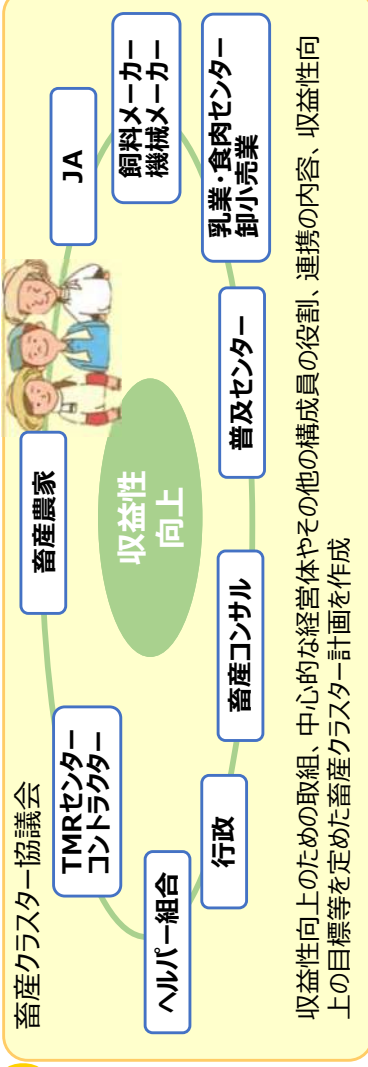 畜産クラスター協議会
畜産農家
JA
飼料メーカー
機械メーカー
乳業・食肉センター
卸小売業
普及センター
畜産コンサル
行政
ヘルパー組合
TMRセンター
コントラクター
収益性
向上
収益性向上のための取組、中心的な経営体やその他の構成員の役割、連携の内容、収益性向
上の目標等を定めた畜産クラスター計画を作成